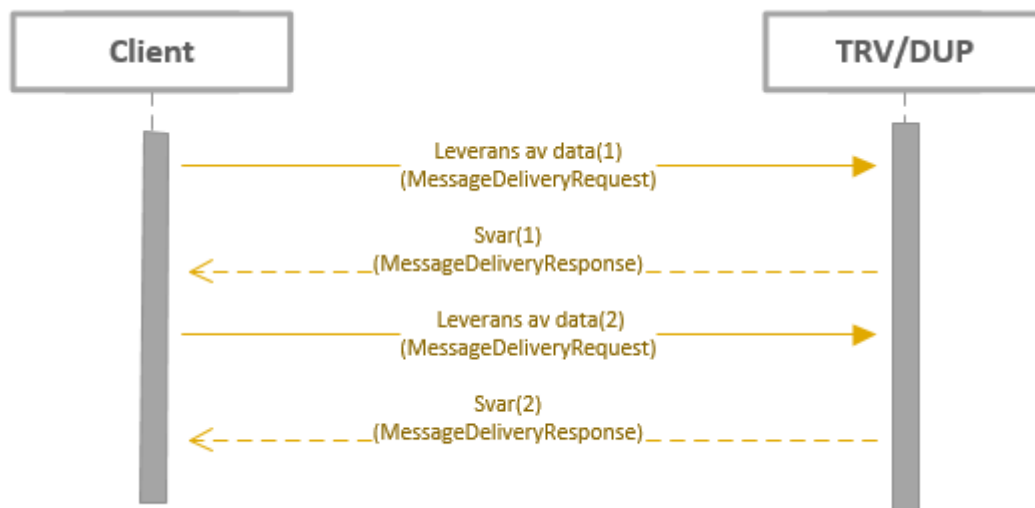 Client
TRV/DUP
Leverans av data(1)
(MessageDeliveryRequest)
Svar(1)
(MessageDeliveryResponse)
Leverans av data(2)
(MessageDeliveryRequest)
Svar(2)
(MessageDeliveryResponse)